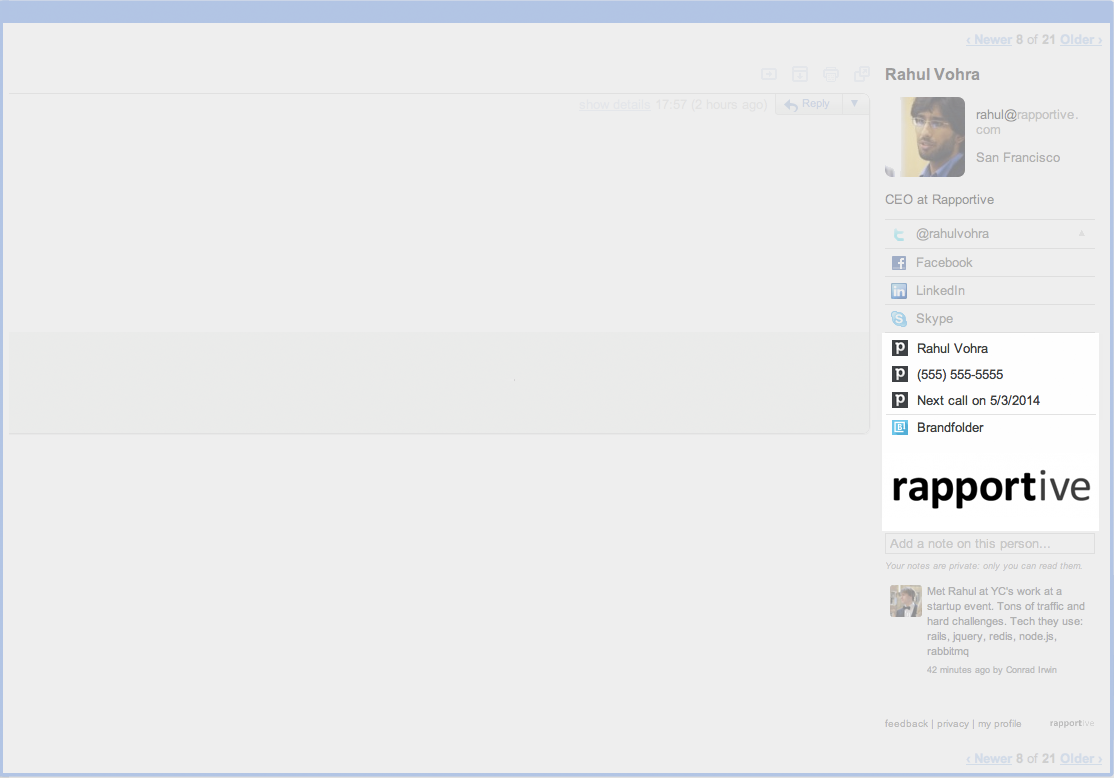 ‹ Newer 8 of 21 Older ›
Rahul Vohra
show details 17:57 (2 hours ago) Reply
rahul@rapportive.
com
San Francisco
CEO at Rapportive
@rahulvohra
Facebook
LinkedIn
Skype
Rahul Vohra
(555) 555-5555
Next call on 5/3/2014
Brandfolder
rapportive
Add a note on this person...
Your notes are private: only you can read them.
Met Rahul at YC's work at a
startup event. Tons of traffic and
hard challenges. Tech they use:
rails, jquery, redis, node.js,
rabbitmq
42 minutes ago by Conrad Irwin
feedback | privacy | my profile rapportive
‹ Newer 8 of 21 Older ›